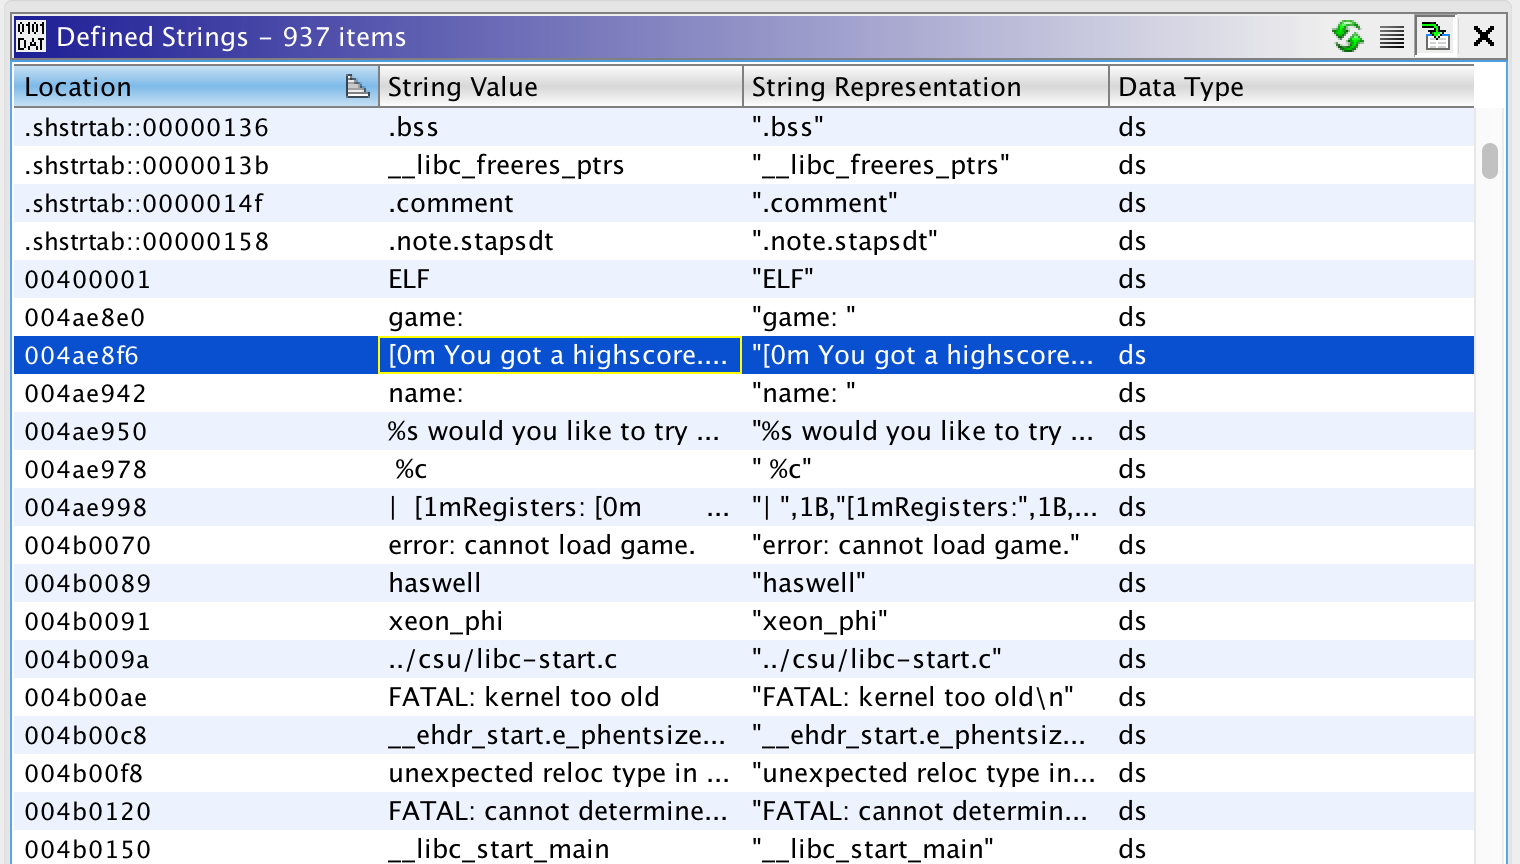 0101 DAT Defined Strings – 937 items
Location String Value String Representation Data Type
.shstrtab::00000136 .bss ".bss" ds
.shstrtab::0000013b __libc_freeres_ptrs "__libc_freeres_ptrs" ds
.shstrtab::0000014f .comment ".comment" ds
.shstrtab::00000158 .note.stapsdt ".note.stapsdt" ds
00400001 ELF "ELF" ds
004ae8e0 game: "game: " ds
004ae8f6 [0m You got a highscore.... "[0m You got a highscore... ds
004ae942 name: "name: " ds
004ae950 %s would you like to try ... "%s would you like to try ... ds
004ae978 %c " %c" ds
004ae998 | [1mRegisters: [0m ... "| ",1B,"[1mRegisters:",1B,... ds
004b0070 error: cannot load game. "error: cannot load game." ds
004b0089 haswell "haswell" ds
004b0091 xeon_phi "xeon_phi" ds
004b009a ../csu/libc-start.c "../csu/libc-start.c" ds
004b00ae FATAL: kernel too old "FATAL: kernel too old\n" ds
004b00c8 __ehdr_start.e_phentsize... "__ehdr_start.e_phentsiz... ds
004b00f8 unexpected reloc type in ... "unexpected reloc type in... ds
004b0120 FATAL: cannot determine... "FATAL: cannot determin... ds
004b0150 __libc_start_main "__libc_start_main" ds